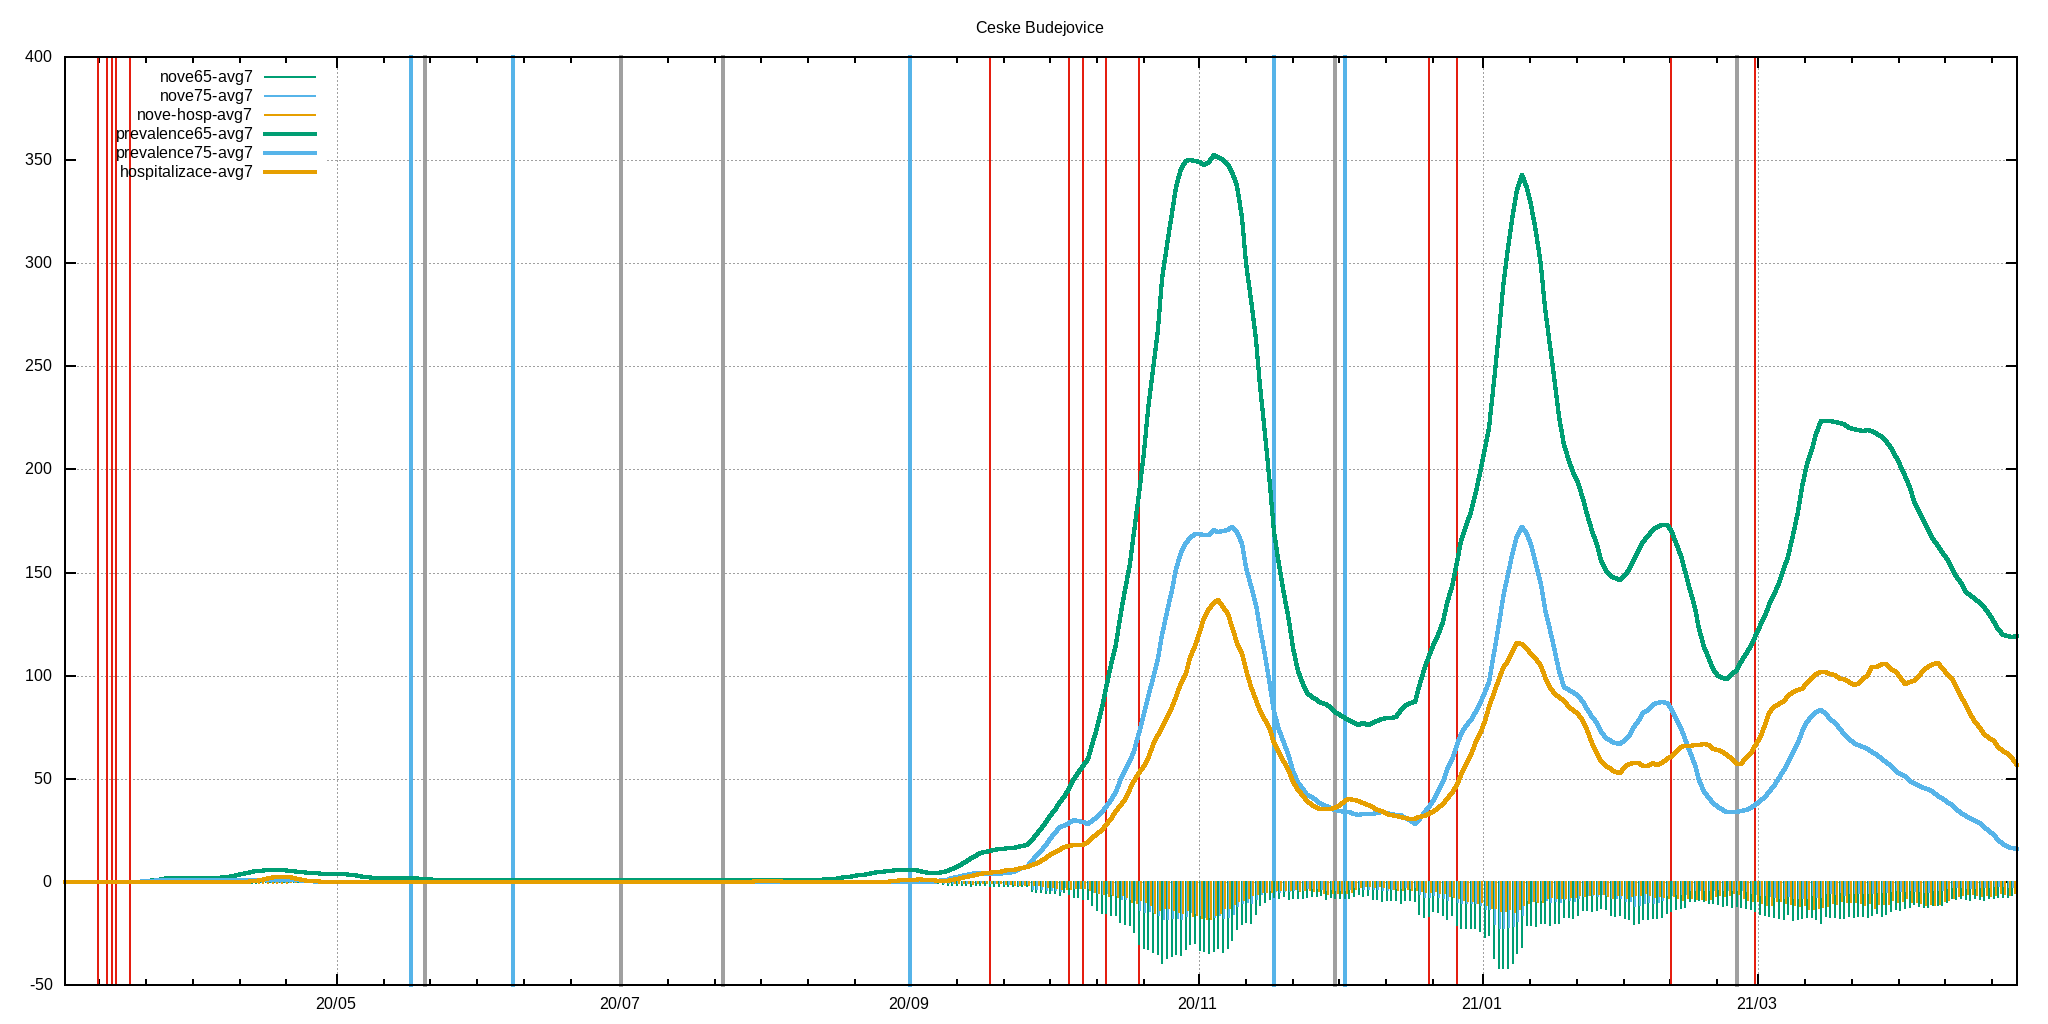 Ceske Budejovice
400
350
300
250
200
150
100
50
0
-50
nove65-avg7
nove75-avg7
nove-hosp-avg7
prevalence65-avg7
prevalence75-avg7
hospitalizace-avg7
20/05
20/07
20/09
20/11
21/01
21/03